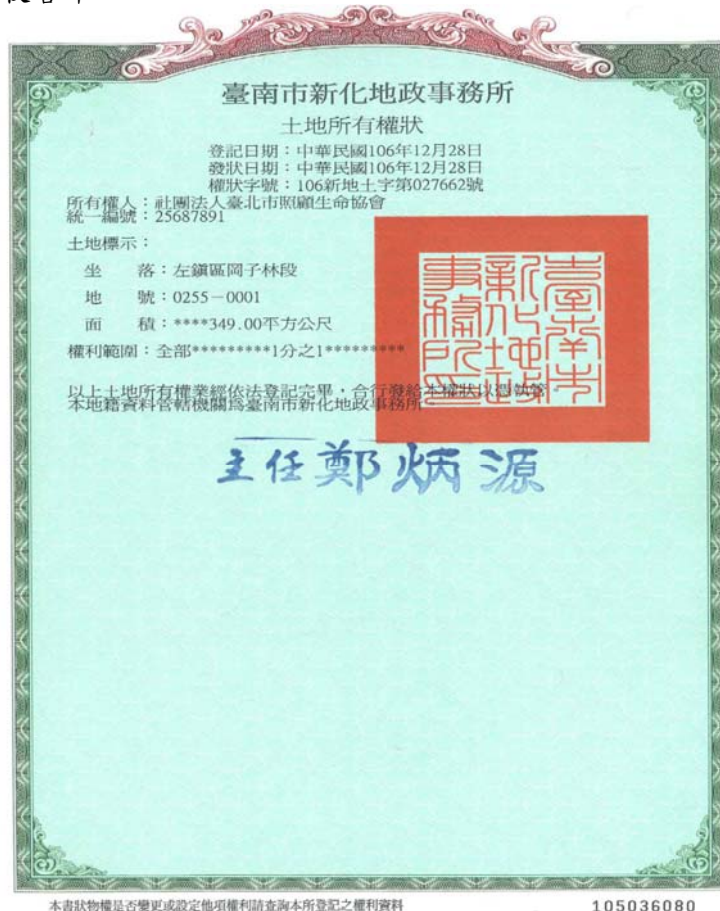 臺南市新化地政事務所
土地所有權狀
登記日期：中華民國106年12月28日
發狀日期：中華民國106年12月28日
權狀字號：106新地土字第027662號
所有權人：社團法人臺北市照顧生命協會
統一編號：25687891
土地標示：
坐　　落：左鎮區岡子林段
地　　號：0255－0001
面　　積：****349.00平方公尺
權利範圍：全部*********1分之1*********
以上土地所有權業經依法登記完畢，合行發給本權狀以憑執管
本地籍資料管轄機關為臺南市新化地政事務所
臺南市新化地政事務所印
主任鄭炳源
本書狀物權是否變更或設定他項權利請查詢本所登記之權利資料
105036080